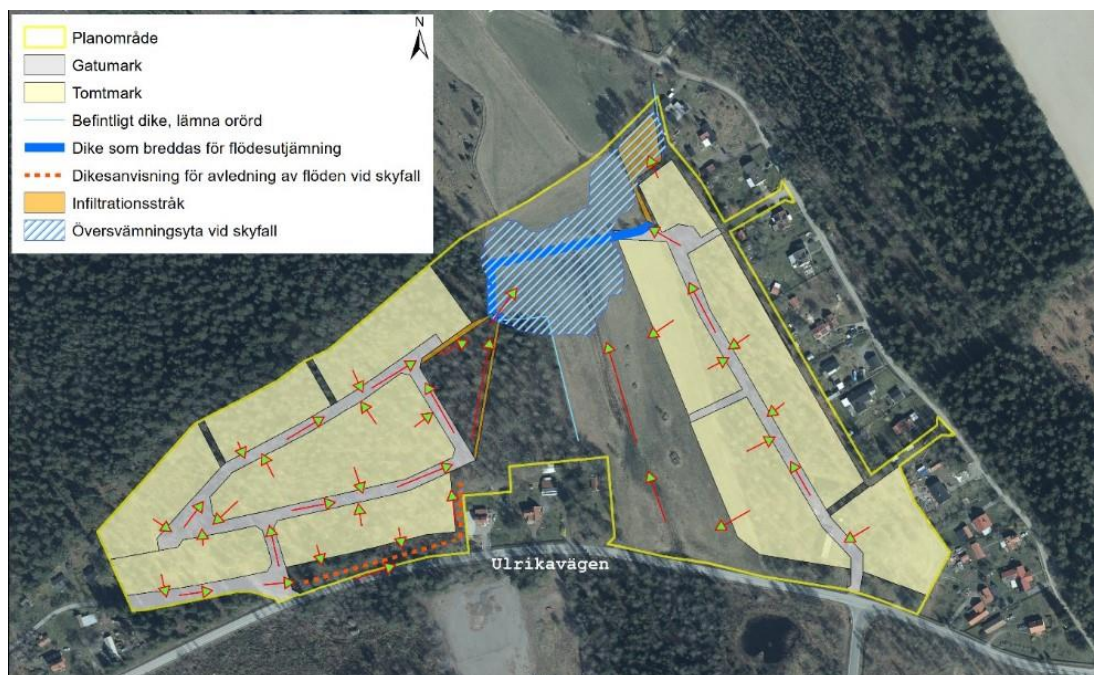 N
Planområde
Gatumark
Tomtmark
Befintligt dike, lämna orörd
Dike som breddas för flödesutjämning
Dikesanvisning för avledning av flöden vid skyfall
Infiltrationsstråk
Översvämningsyta vid skyfall
Ulrikavägen